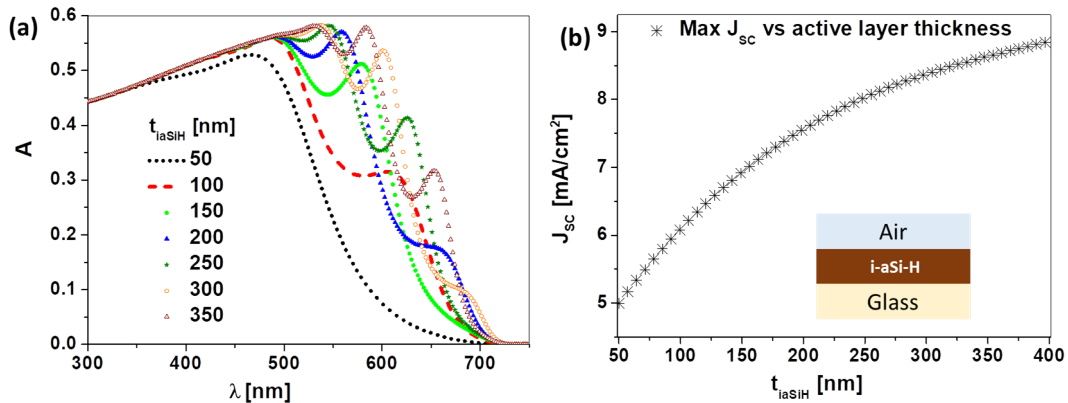 (a)
0.6
0.5
0.4
0.3
0.2
0.1
0.0
A
t_iaSiH [nm]
50
100
150
200
250
300
350
300 400 500 600 700
λ [nm]
(b)
Max J_SC vs active layer thickness
9
8
7
6
5
J_SC [mA/cm²]
Air
i-aSi-H
Glass
50 100 150 200 250 300 350 400
t_iaSiH [nm]